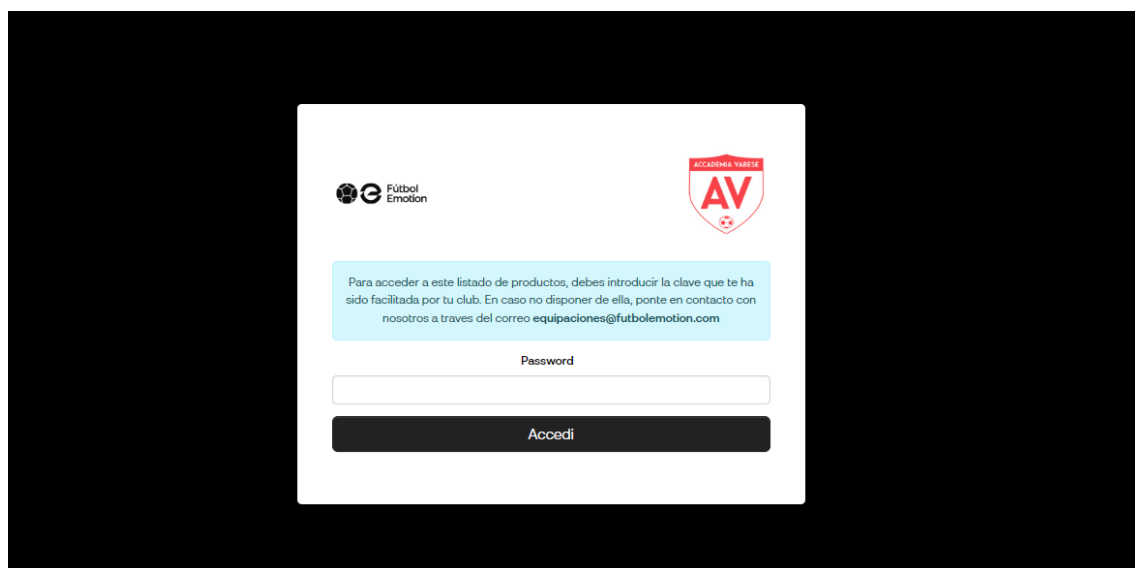 Fútbol
Emotion
ACCADEMIA VARESE
AV
Para acceder a este listado de productos, debes introducir la clave que te ha
sido facilitada por tu club. En caso no disponer de ella, ponte en contacto con
nosotros a traves del correo equipaciones@futbolemotion.com
Password
Accedi